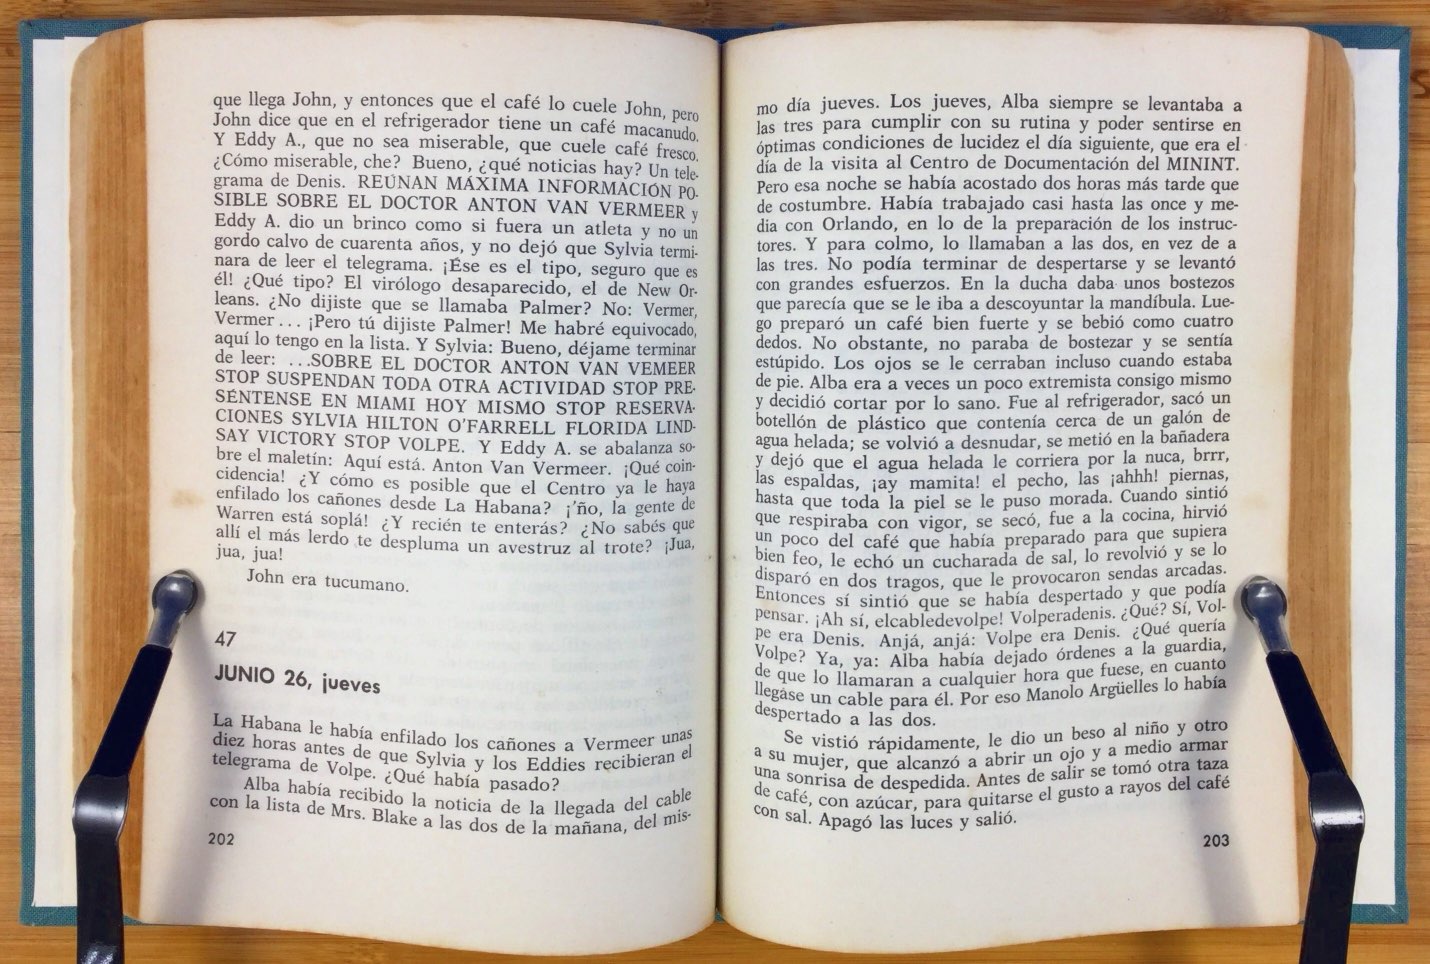 que llega John, y entonces que el café lo cuele John, pero
John dice que en el refrigerador tiene un café macanudo.
Y Eddy A., que no sea miserable, que cuele café fresco.
¿Cómo miserable, che? Bueno, ¿qué noticias hay? Un tele-
grama de Denis. REÚNAN MÁXIMA INFORMACIÓN PO-
SIBLE SOBRE EL DOCTOR ANTON VAN VERMEER y
Eddy A. dio un brinco como si fuera un atleta y no un
gordo calvo de cuarenta años, y no dejó que Sylvia termi-
nara de leer el telegrama. ¡Ése es el tipo, seguro que es
él! ¿Qué tipo? El virólogo desaparecido, el de New Or-
leans. ¿No dijiste que se llamaba Palmer? No: Vermer,
Vermer... ¡Pero tú dijiste Palmer! Me habré equivocado,
aquí lo tengo en la lista. Y Sylvia: Bueno, déjame terminar
de leer: ...SOBRE EL DOCTOR ANTON VAN VEMEER
STOP SUSPENDAN TODA OTRA ACTIVIDAD STOP PRE-
SÉNTENSE EN MIAMI HOY MISMO STOP RESERVA-
CIONES SYLVIA HILTON O'FARRELL FLORIDA LIND-
SAY VICTORY STOP VOLPE. Y Eddy A. se abalanza so-
bre el maletín: Aquí está. Anton Van Vermeer. ¡Qué coin-
cidencia! ¿Y cómo es posible que el Centro ya le haya
enfilado los cañones desde La Habana? ¡'ño, la gente de
Warren está soplá! ¿Y recién te enterás? ¿No sabés que
allí el más lerdo te despluma un avestruz al trote? ¡Jua,
jua, jua!
John era tucumano.
47
JUNIO 26, jueves
La Habana le había enfilado los cañones a Vermeer unas
diez horas antes de que Sylvia y los Eddies recibieran el
telegrama de Volpe. ¿Qué había pasado?
Alba había recibido la noticia de la llegada del cable
con la lista de Mrs. Blake a las dos de la mañana, del mis-
202
mo día jueves. Los jueves, Alba siempre se levantaba a
las tres para cumplir con su rutina y poder sentirse en
óptimas condiciones de lucidez el día siguiente, que era el
día de la visita al Centro de Documentación del MININT.
Pero esa noche se había acostado dos horas más tarde que
de costumbre. Había trabajado casi hasta las once y me-
dia con Orlando, en lo de la preparación de los instruc-
tores. Y para colmo, lo llamaban a las dos, en vez de a
las tres. No podía terminar de despertarse y se levantó
con grandes esfuerzos. En la ducha daba unos bostezos
que parecía que se le iba a descoyuntar la mandíbula. Lue-
go preparó un café bien fuerte y se bebió como cuatro
dedos. No obstante, no paraba de bostezar y se sentía
estúpido. Los ojos se le cerraban incluso cuando estaba
de pie. Alba era a veces un poco extremista consigo mismo
y decidió cortar por lo sano. Fue al refrigerador, sacó un
botellón de plástico que contenía cerca de un galón de
agua helada; se volvió a desnudar, se metió en la bañadera
y dejó que el agua helada le corriera por la nuca, brrr,
las espaldas, ¡ay mamita! el pecho, las ¡ahhh! piernas,
hasta que toda la piel se le puso morada. Cuando sintió
que respiraba con vigor, se secó, fue a la cocina, hirvió
un poco del café que había preparado para que supiera
bien feo, le echó un cucharada de sal, lo revolvió y se lo
disparó en dos tragos, que le provocaron sendas arcadas.
Entonces sí sintió que se había despertado y que podía
pensar. ¡Ah sí, elcabledevolpe! Volperadenis. ¿Qué? Sí, Vol-
pe era Denis. Anjá, anjá: Volpe era Denis. ¿Qué quería
Volpe? Ya, ya: Alba había dejado órdenes a la guardia,
de que lo llamaran a cualquier hora que fuese, en cuanto
llegase un cable para él. Por eso Manolo Argüelles lo había
despertado a las dos.
Se vistió rápidamente, le dio un beso al niño y otro
a su mujer, que alcanzó a abrir un ojo y a medio armar
una sonrisa de despedida. Antes de salir se tomó otra taza
de café, con azúcar, para quitarse el gusto a rayos del café
con sal. Apagó las luces y salió.
203